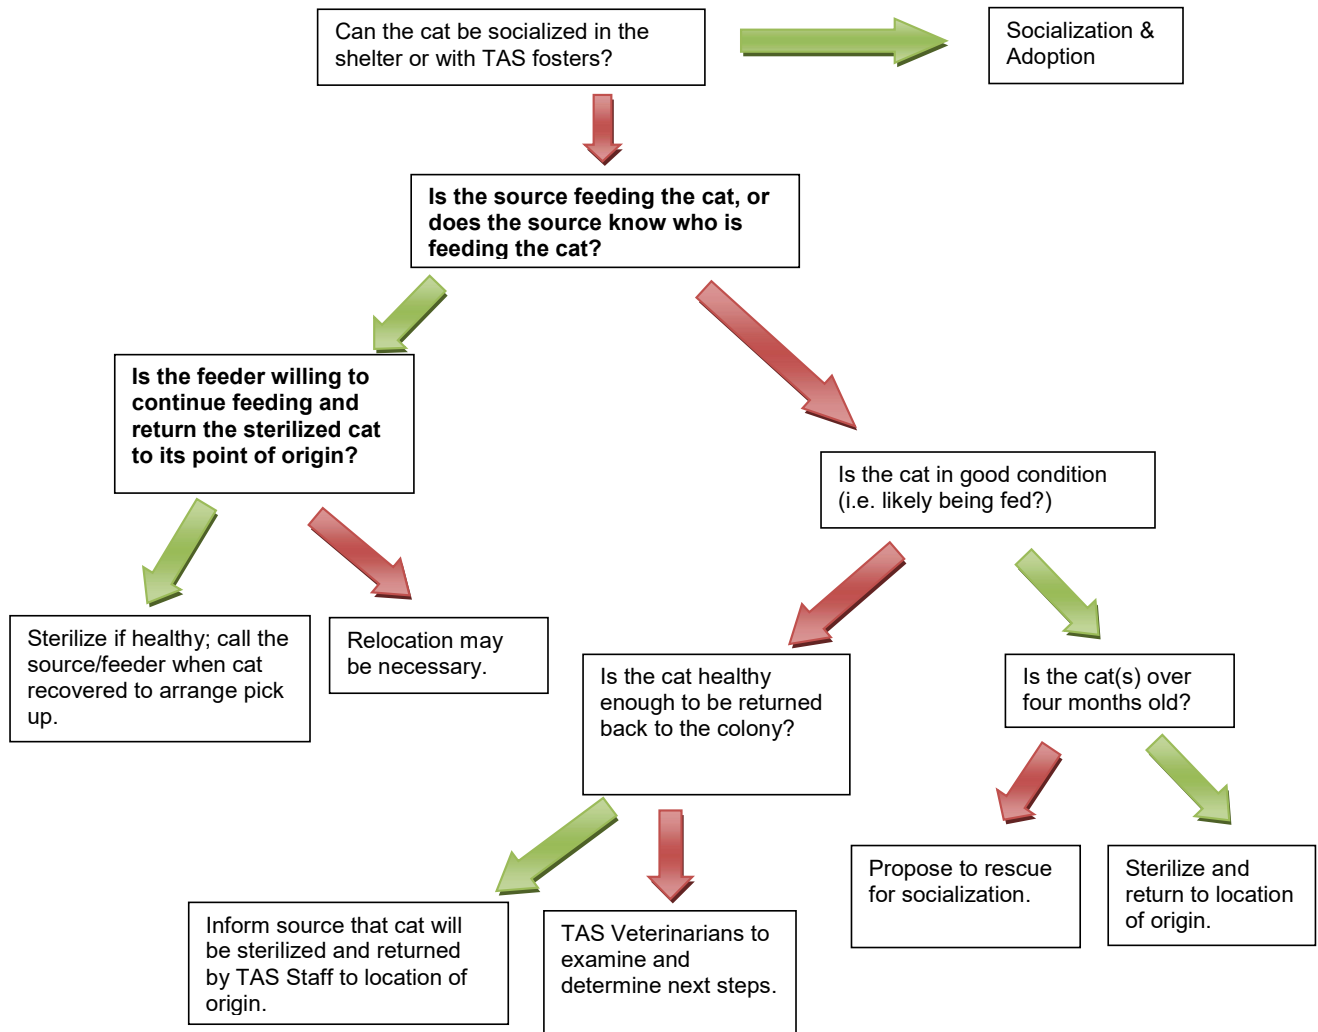 Can the cat be socialized in the
shelter or with TAS fosters?
Socialization &
Adoption
Is the source feeding the cat, or
does the source know who is
feeding the cat?
Is the feeder willing to
continue feeding and
return the sterilized cat
to its point of origin?
Is the cat in good condition
(i.e. likely being fed?)
Sterilize if healthy; call the
source/feeder when cat
recovered to arrange pick
up.
Relocation may
be necessary.
Is the cat healthy
enough to be returned
back to the colony?
Is the cat(s) over
four months old?
Propose to rescue
for socialization.
Sterilize and
return to location
of origin.
Inform source that cat will
be sterilized and returned
by TAS Staff to location of
origin.
TAS Veterinarians to
examine and
determine next steps.